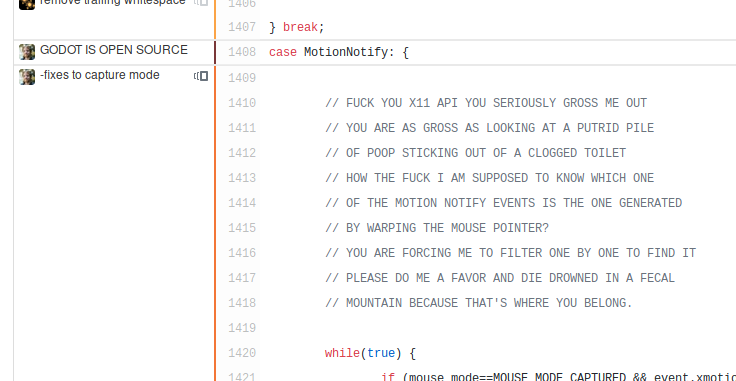 remove trailing whitespace
1406
1407 } break;
GODOT IS OPEN SOURCE
1408 case MotionNotify: {
-fixes to capture mode
1409
1410 // FUCK YOU X11 API YOU SERIOUSLY GROSS ME OUT
1411 // YOU ARE AS GROSS AS LOOKING AT A PUTRID PILE
1412 // OF POOP STICKING OUT OF A CLOGGED TOILET
1413 // HOW THE FUCK I AM SUPPOSED TO KNOW WHICH ONE
1414 // OF THE MOTION NOTIFY EVENTS IS THE ONE GENERATED
1415 // BY WARPING THE MOUSE POINTER?
1416 // YOU ARE FORCING ME TO FILTER ONE BY ONE TO FIND IT
1417 // PLEASE DO ME A FAVOR AND DIE DROWNED IN A FECAL
1418 // MOUNTAIN BECAUSE THAT'S WHERE YOU BELONG.
1419
1420 while(true) {
1421 if (mouse_mode==MOUSE_MODE_CAPTURED && event.xmotio